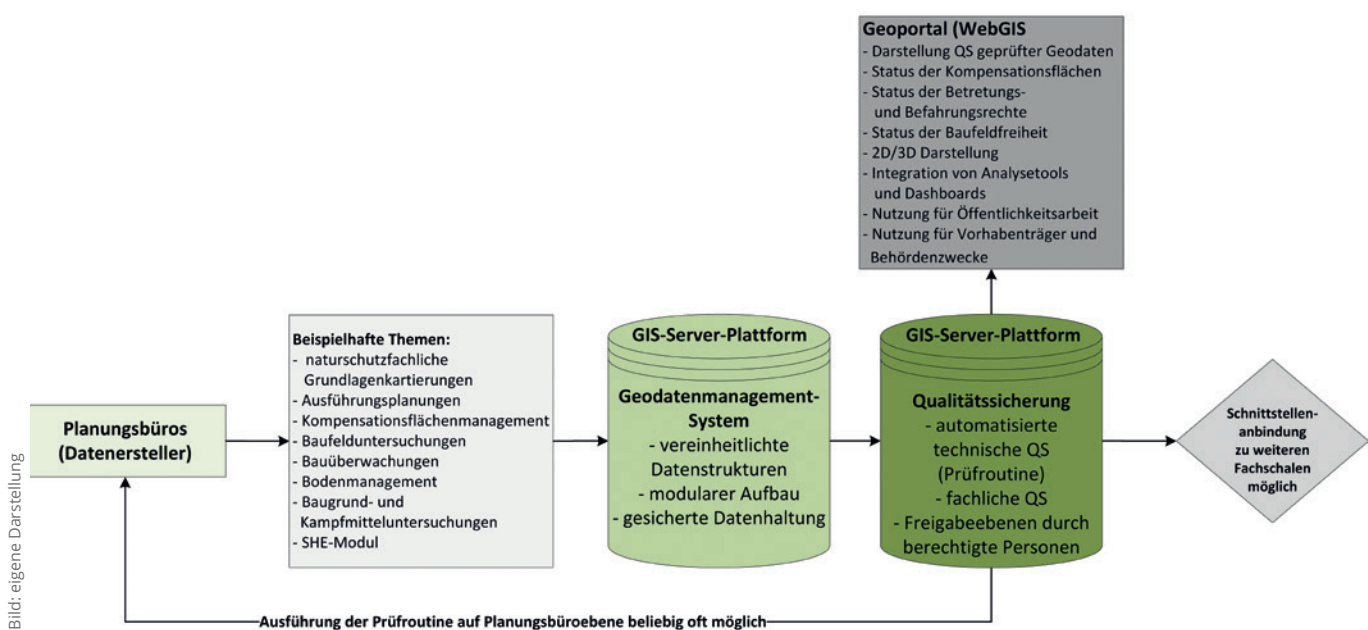 Geoportal (WebGIS
- Darstellung QS geprüfter Geodaten
- Status der Kompensationsflächen
- Status der Betretungs-
und Befahrungsrechte
- Status der Baufeldfreiheit
- 2D/3D Darstellung
- Integration von Analysetools
und Dashboards
- Nutzung für Öffentlichkeitsarbeit
- Nutzung für Vorhabenträger und
Behördenzwecke
Planungsbüros
(Datenersteller)
Beispielhafte Themen:
- naturschutzfachliche
Grundlagenkartierungen
- Ausführungsplanungen
- Kompensationsflächenmanagement
- Baufelduntersuchungen
- Bauüberwachungen
- Bodenmanagement
- Baugrund- und
Kampfmitteluntersuchungen
- SHE-Modul
GIS-Server-Plattform
Geodatenmanagement-
System
- vereinheitlichte
Datenstrukturen
- modularer Aufbau
- gesicherte Datenhaltung
GIS-Server-Plattform
Qualitätssicherung
- automatisierte
technische QS
(Prüfroutine)
- fachliche QS
- Freigabeebenen durch
berechtigte Personen
Schnittstellen-
anbindung
zu weiteren
Fachschalen
möglich
Ausführung der Prüfroutine auf Planungsbüroebene beliebig oft möglich
Bild: eigene Darstellung